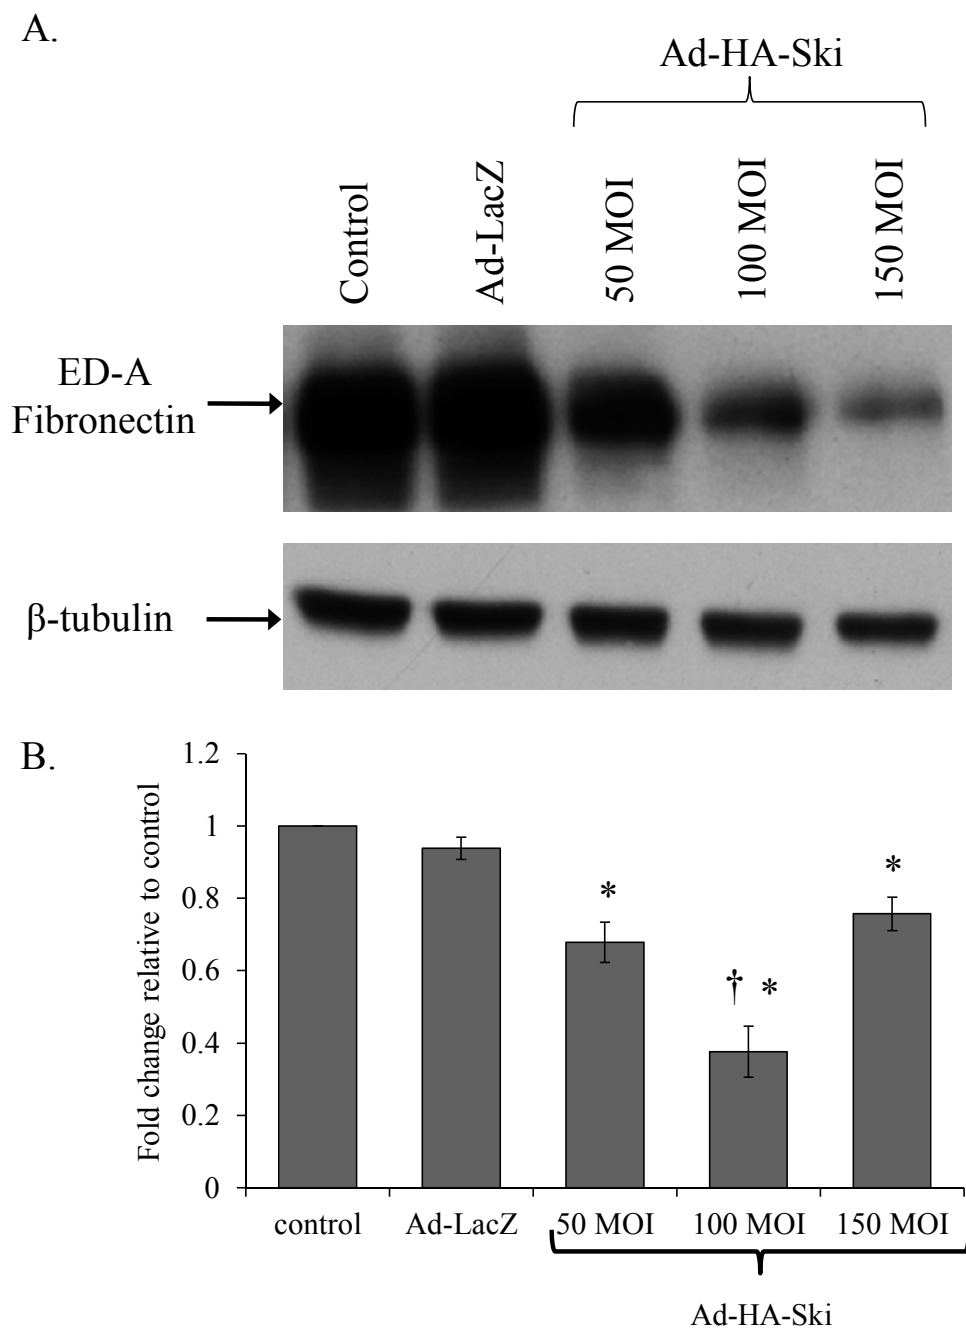 A.
Ad-HA-Ski
Control
Ad-LacZ
50 MOI
100 MOI
150 MOI
ED-A
Fibronectin
β-tubulin
B.
Fold change relative to control
1.2
1
0.8
0.6
0.4
0.2
0
*
† *
*
control
Ad-LacZ
50 MOI
100 MOI
150 MOI
Ad-HA-Ski